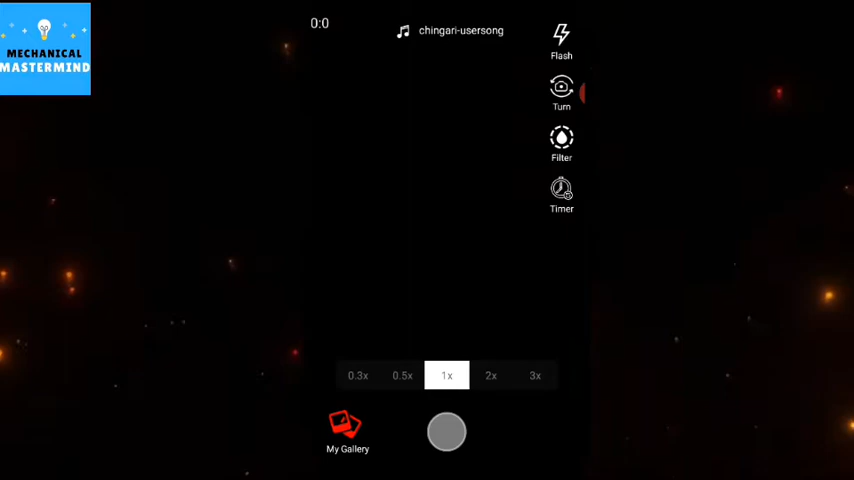 MECHANICAL
MASTERMIND
0:0
chingari-usersong
Flash
Turn
Filter
Timer
0.3x
0.5x
1x
2x
3x
My Gallery